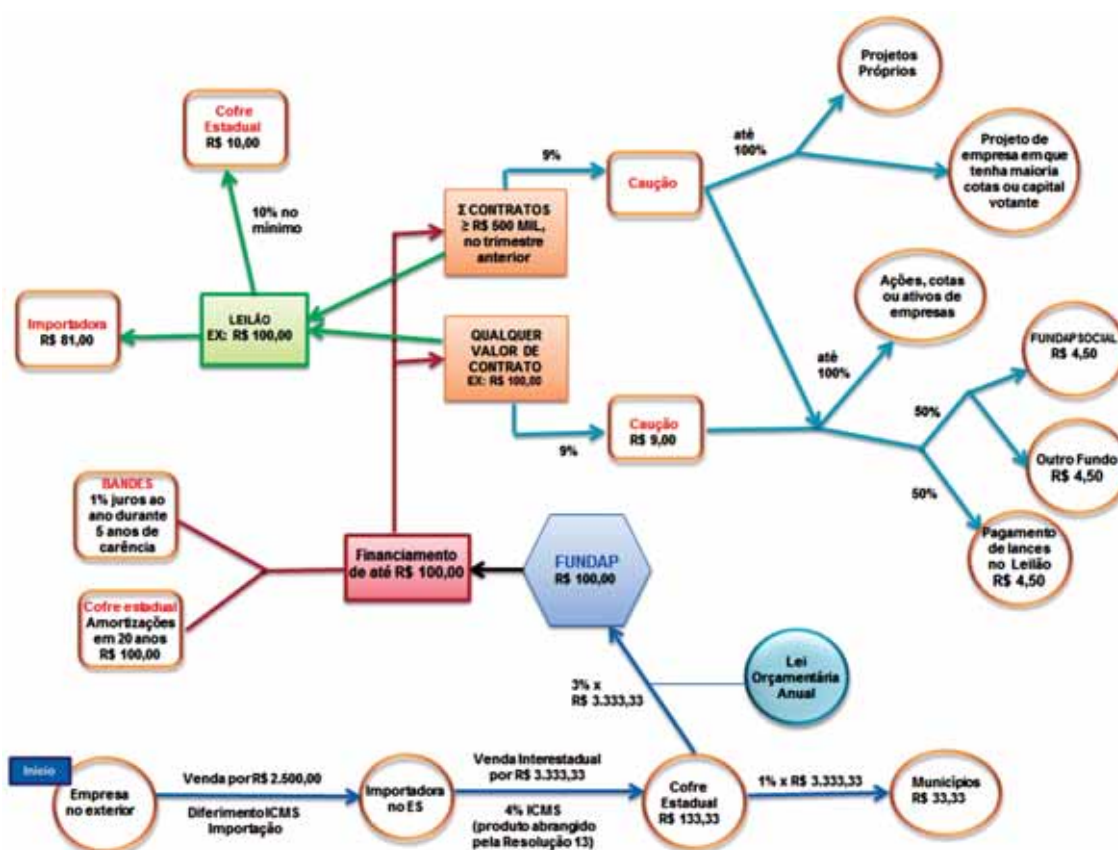 Projetos
Próprios
Cofre
Estadual
R$ 10,00
até
100%
Projeto de
empresa em que
tenha maioria
cotas ou capital
votante
9%
Caução
10% no
mínimo
Σ CONTRATOS
≥ R$ 500 MIL,
no trimestre
anterior
Ações, cotas
ou ativos de
empresas
Importadora
R$ 81,00
LEILÃO
EX: R$ 100,00
QUALQUER
VALOR DE
CONTRATO
EX: R$ 100,00
até
100%
FUNDAP SOCIAL
R$ 4,50
50%
Caução
R$ 9,00
9%
Outro Fundo
R$ 4,50
50%
BANDES
1% juros ao
ano durante
5 anos de
carência
Pagamento
de lances
no Leilão
R$ 4,50
Financiamento
de até R$ 100,00
FUNDAP
R$ 100,00
Cofre estadual
Amortizações
em 20 anos
R$ 100,00
Lei
Orçamentária
Anual
3% x
R$ 3.333,33
Início
Empresa
no exterior
Venda por R$ 2.500,00
Diferimento ICMS
Importação
Importadora
no ES
Venda Interestadual
por R$ 3.333,33
4% ICMS
(produto abrangido
pela Resolução 13)
Cofre
Estadual
R$ 133,33
1% x R$ 3.333,33
Municípios
R$ 33,33